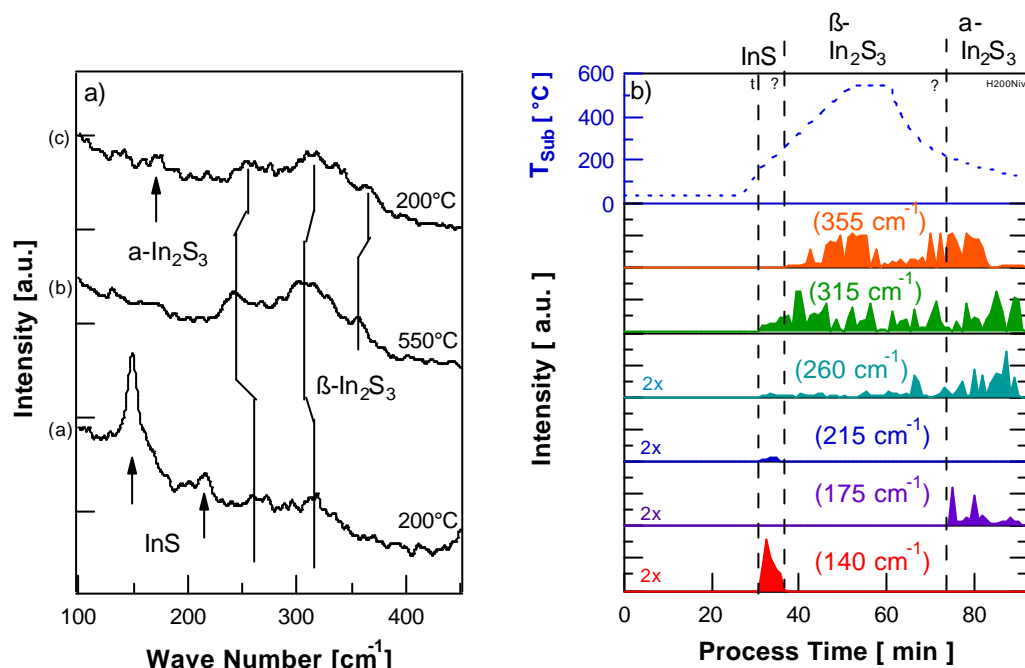 a)
(c)
200°C
a-In2S3
(b)
550°C
ß-In2S3
(a)
InS
200°C
Intensity [a.u.]
100 200 300 400
Wave Number [cm-1]
InS
ß-
In2S3
a-
In2S3
b)
t
?
?
H200Niv
TSub [ °C ]
600
400
200
0
(355 cm-1)
(315 cm-1)
2x
(260 cm-1)
2x
(215 cm-1)
2x
(175 cm-1)
2x
(140 cm-1)
Intensity [ a.u. ]
0 20 40 60 80
Process Time [ min ]